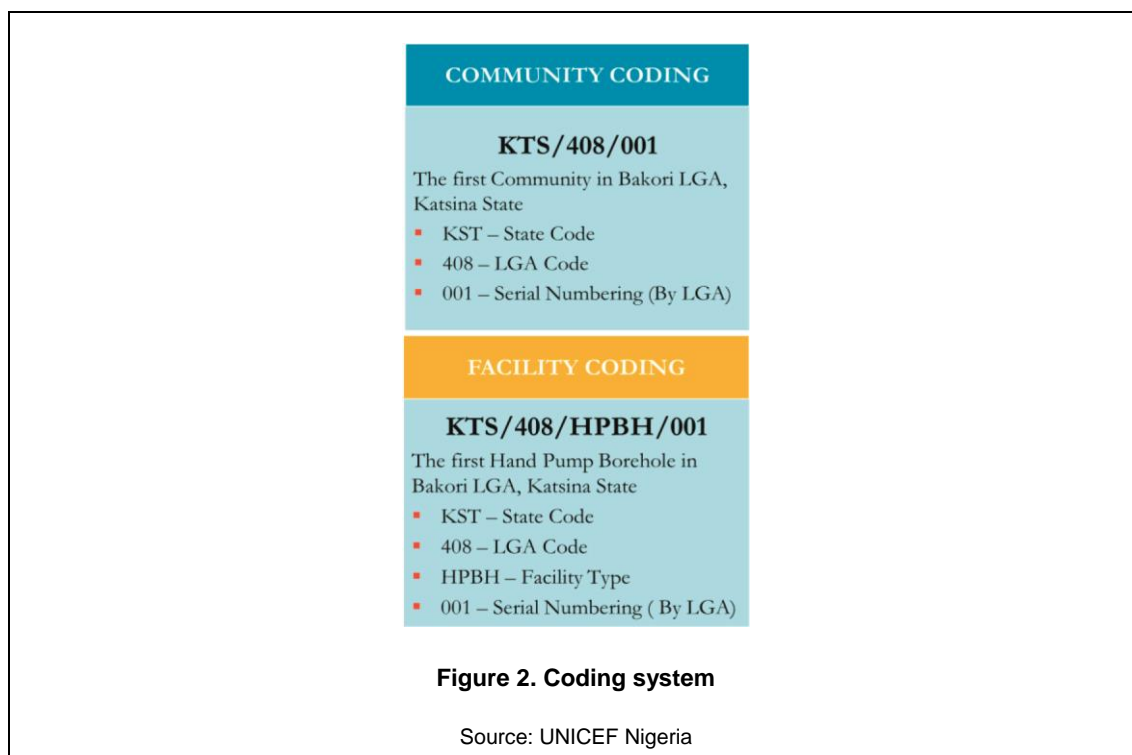 COMMUNITY CODING
KTS/408/001
The first Community in Bakori LGA,
Katsina State
▪ KST – State Code
▪ 408 – LGA Code
▪ 001 – Serial Numbering (By LGA)
FACILITY CODING
KTS/408/HPBH/001
The first Hand Pump Borehole in
Bakori LGA, Katsina State
▪ KST – State Code
▪ 408 – LGA Code
▪ HPBH – Facility Type
▪ 001 – Serial Numbering ( By LGA)
Figure 2. Coding system
Source: UNICEF Nigeria